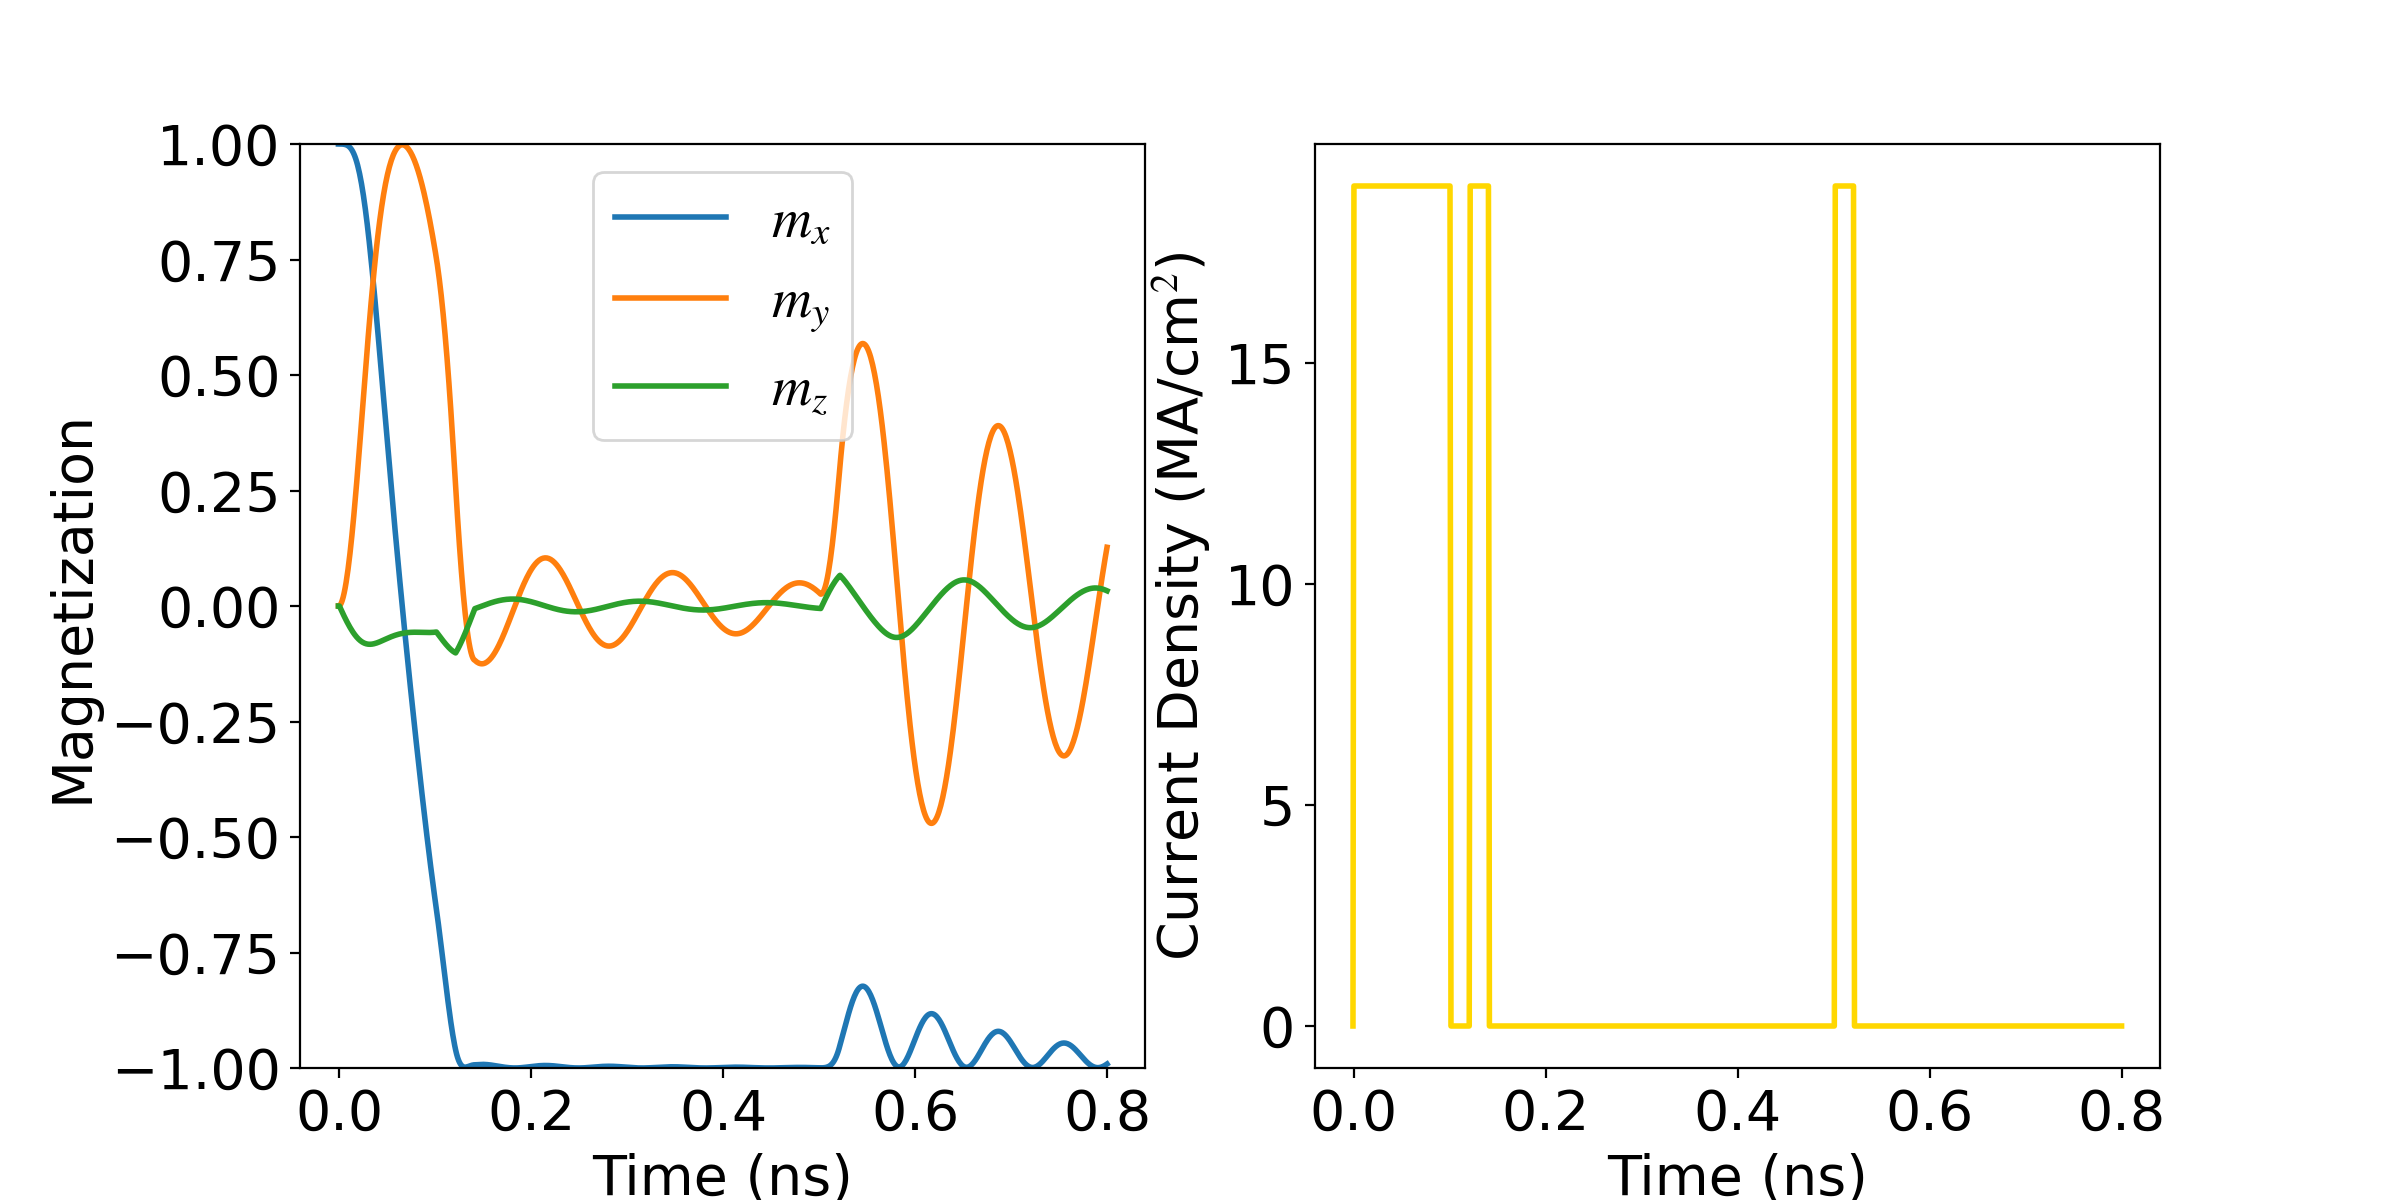 1.00
0.75
0.50
0.25
0.00
−0.25
−0.50
−0.75
−1.00
Magnetization
0.0 0.2 0.4 0.6 0.8
Time (ns)
m_x
m_y
m_z
Current Density (MA/cm²)
15
10
5
0
0.0 0.2 0.4 0.6 0.8
Time (ns)